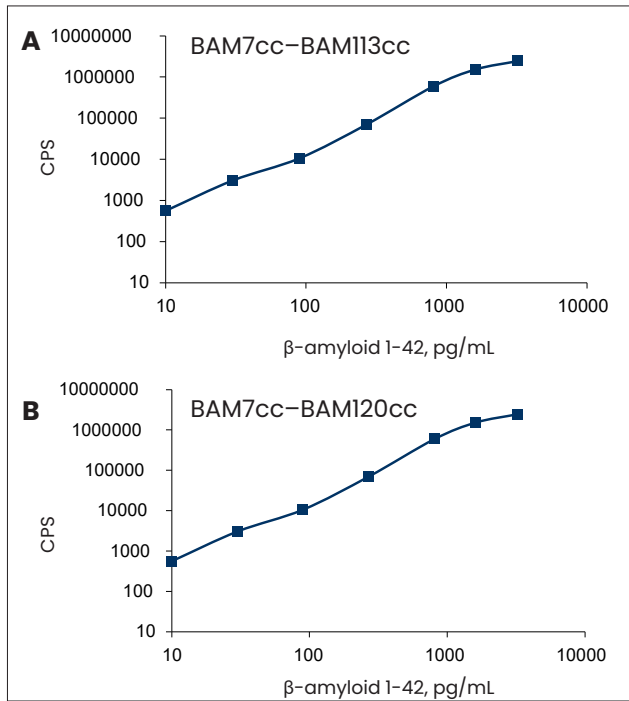 A
BAM7cc–BAM113cc
10000000
1000000
100000
10000
1000
100
10
CPS
10 100 1000 10000
β-amyloid 1-42, pg/mL
B
BAM7cc–BAM120cc
10000000
1000000
100000
10000
1000
100
10
CPS
10 100 1000 10000
β-amyloid 1-42, pg/mL